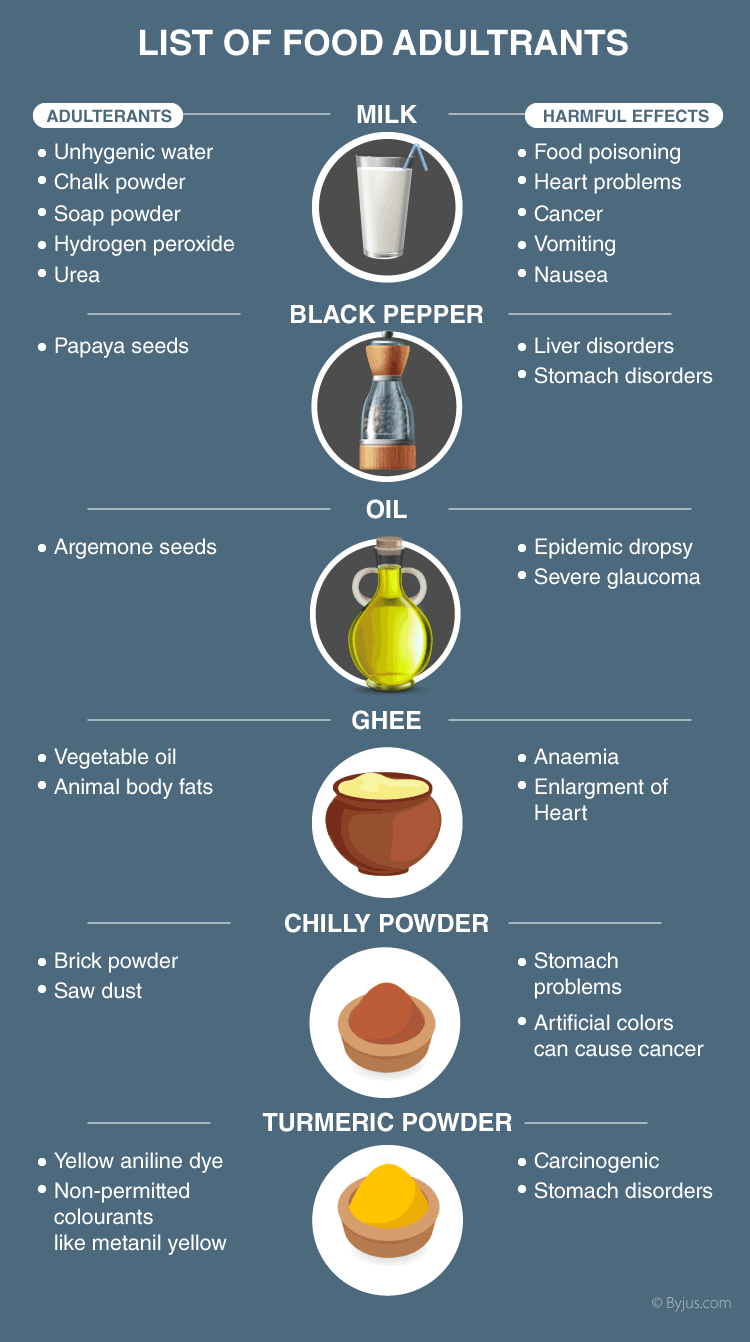 LIST OF FOOD ADULTRANTS
ADULTERANTS
MILK
HARMFUL EFFECTS
• Unhygenic water
• Chalk powder
• Soap powder
• Hydrogen peroxide
• Urea
• Food poisoning
• Heart problems
• Cancer
• Vomiting
• Nausea
BLACK PEPPER
• Papaya seeds
• Liver disorders
• Stomach disorders
OIL
• Argemone seeds
• Epidemic dropsy
• Severe glaucoma
GHEE
• Vegetable oil
• Animal body fats
• Anaemia
• Enlargment of
Heart
CHILLY POWDER
• Brick powder
• Saw dust
• Stomach
problems
• Artificial colors
can cause cancer
TURMERIC POWDER
• Yellow aniline dye
• Non-permitted
colourants
like metanil yellow
• Carcinogenic
• Stomach disorders
© Byjus.com